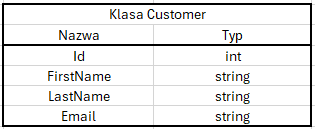 Klasa Customer
Nazwa Typ
Id int
FirstName string
LastName string
Email string